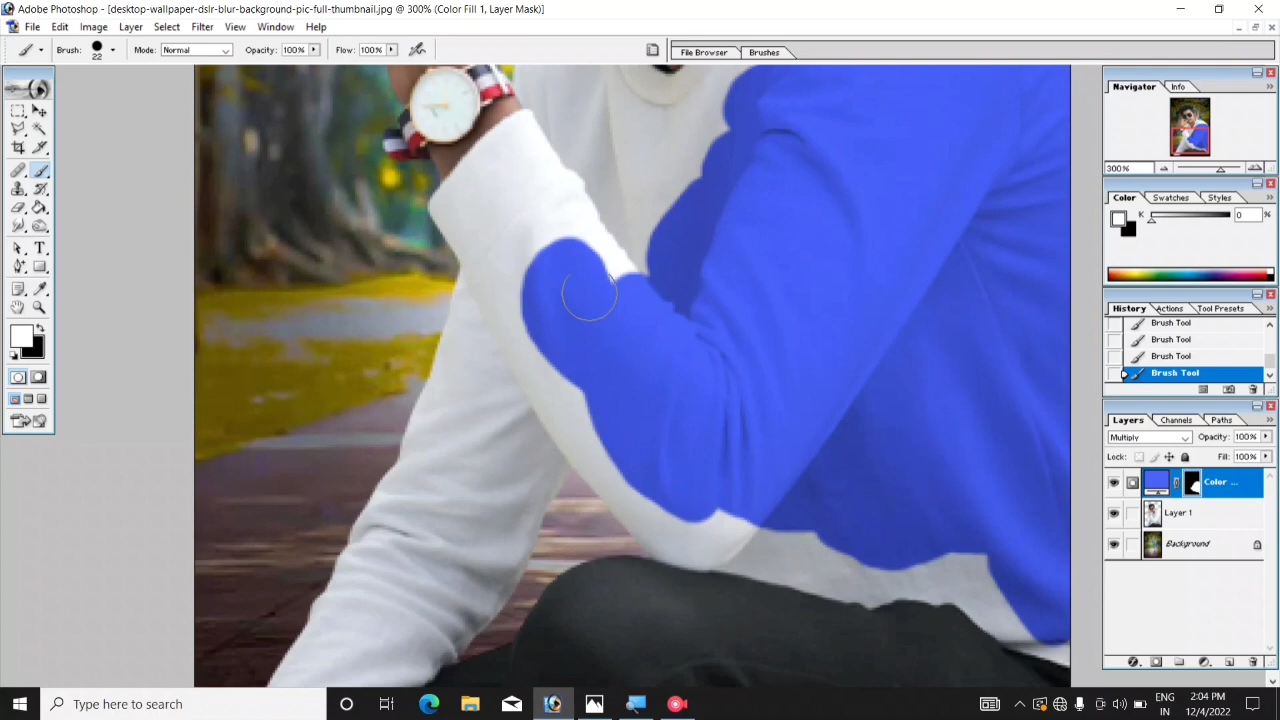 Adobe Photoshop - [desktop-wallpaper-dslr-blur-background-pic-full-thumbnail.jpg @ 300% (Color Fill 1, Layer Mask)]
File Edit Image Layer Select Filter View Window Help
Brush: 22 Mode: Normal Opacity: 100% Flow: 100% File Browser Brushes
Navigator Info
300%
Color Swatches Styles
K 0 %
History Actions Tool Presets
Brush Tool
Brush Tool
Brush Tool
Brush Tool
Layers Channels Paths
Multiply Opacity: 100%
Lock: Fill: 100%
Color ...
Layer 1
Background
Type here to search
ENG 2:04 PM
IN 12/4/2022